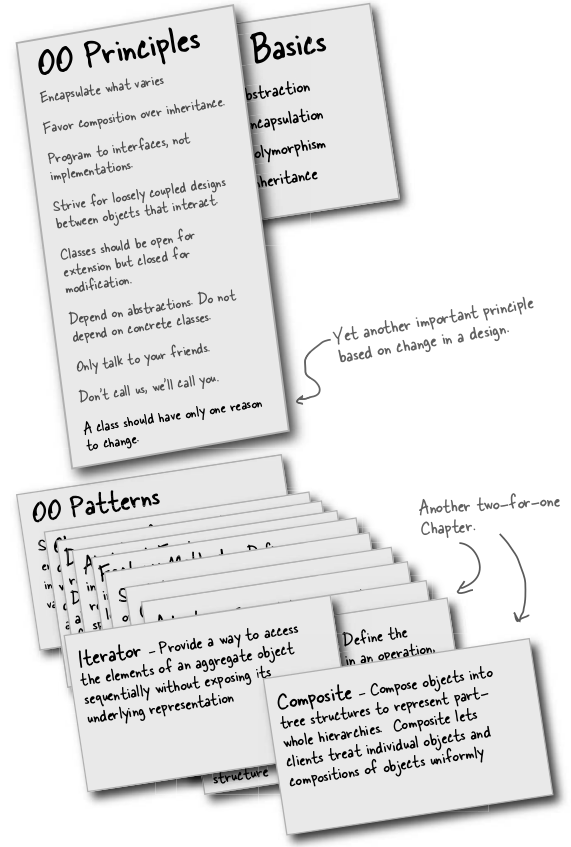 OO Principles
Encapsulate what varies
Favor composition over inheritance.
Program to interfaces, not
implementations.
Strive for loosely coupled designs
between objects that interact
Classes should be open for
extension but closed for
modification.
Depend on abstractions. Do not
depend on concrete classes.
Only talk to your friends.
Don't call us, we'll call you.
A class should have only one reason
to change.
Basics
bstraction
ncapsulation
olymorphism
heritance
Yet another important principle
based on change in a design.
OO Patterns
Another two-for-one
Chapter.
Iterator - Provide a way to access
the elements of an aggregate object
sequentially without exposing its
underlying representation
Define the
in an operation,
structure
Composite - Compose objects into
tree structures to represent part-
whole hierarchies. Composite lets
clients treat individual objects and
compositions of objects uniformly